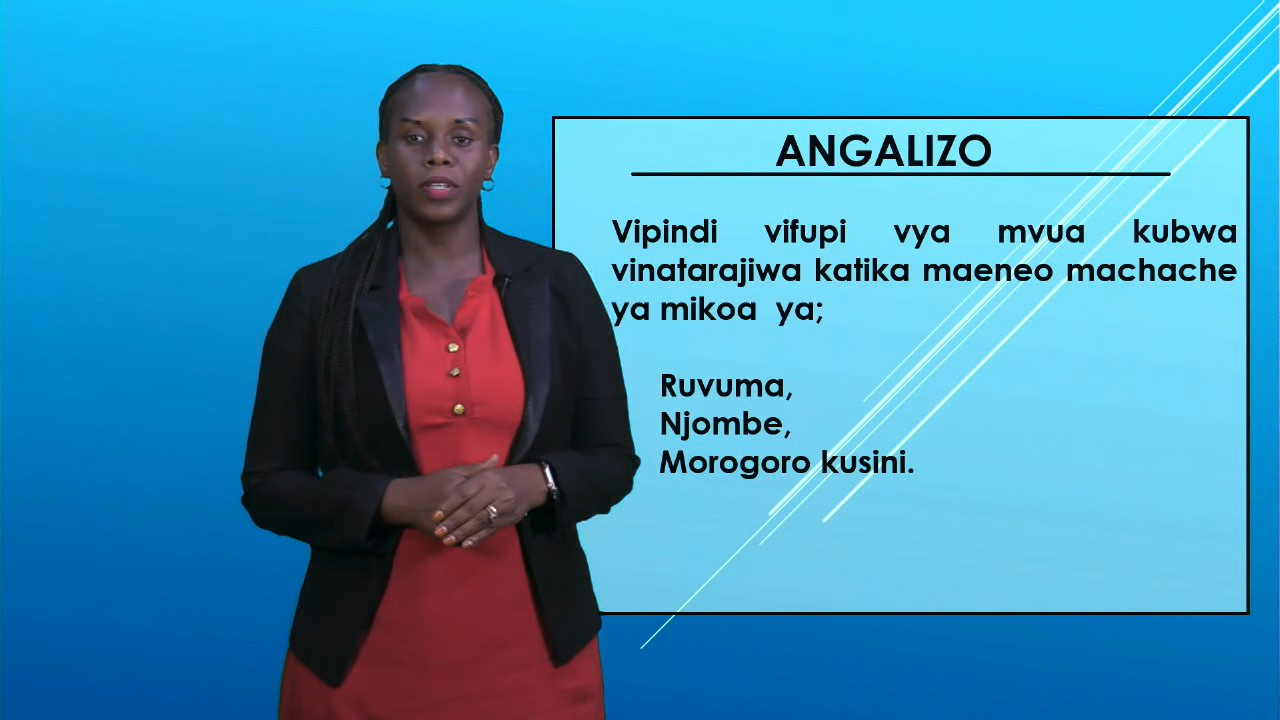 ANGALIZO
Vipindi vifupi vya mvua kubwa
vinatarajiwa katika maeneo machache
ya mikoa ya;
Ruvuma,
Njombe,
Morogoro kusini.